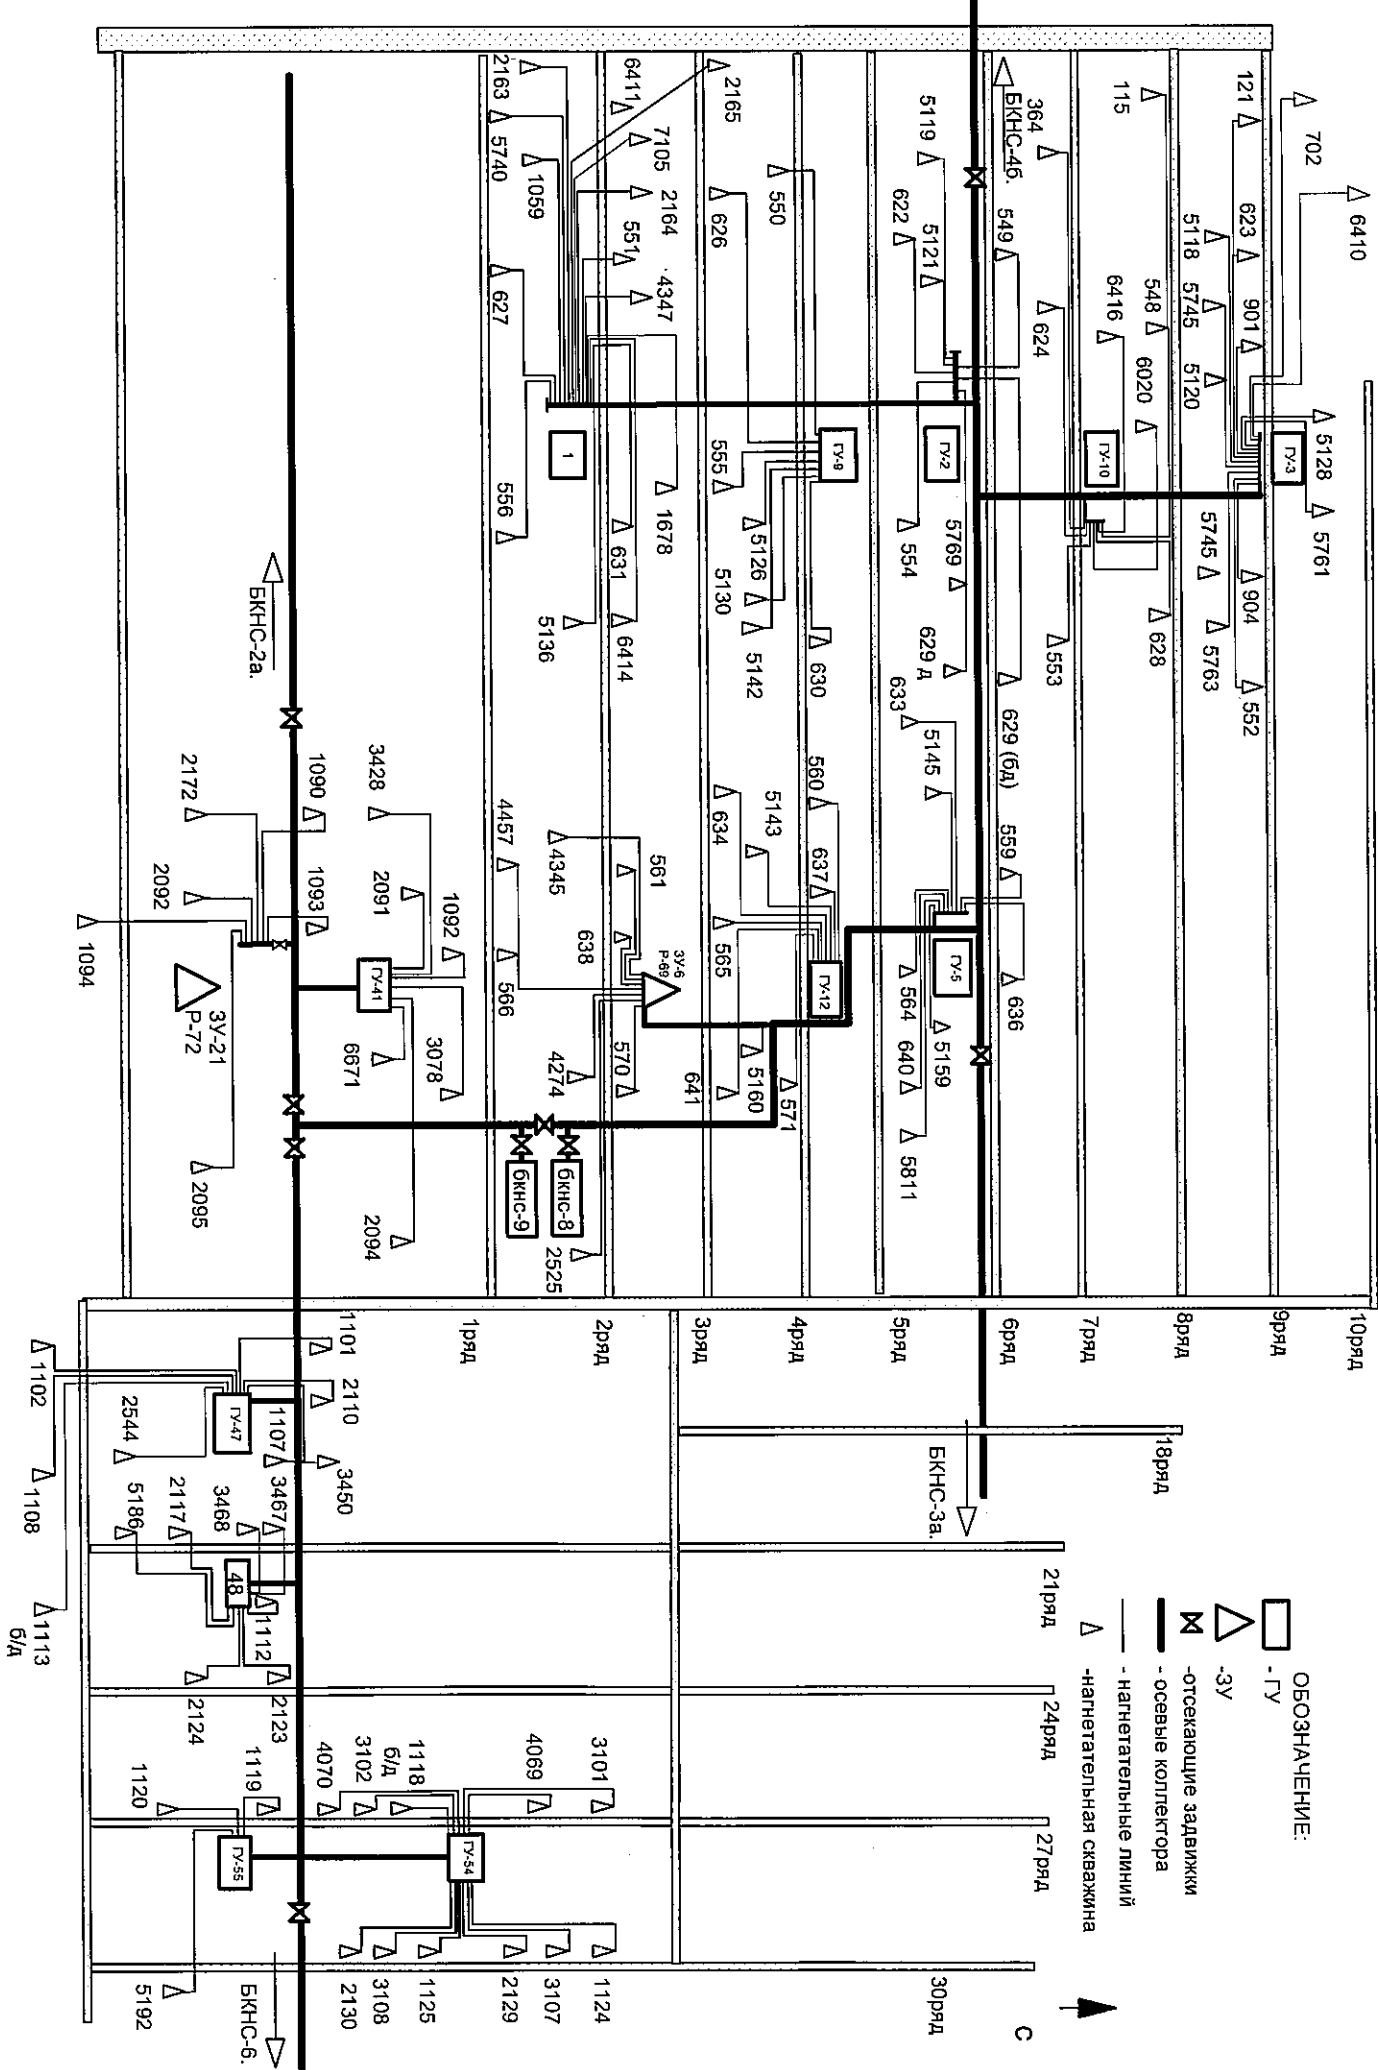 702
6410
121
623
901
5128
5761
ГУ-3
115
5118
5745
5120
548
6416
6020
ГУ-10
5745
904
5763
552
628
553
364
БКНС-4б.
549
624
5119
622
5121
ГУ-2
554
5769
629 д
629 (бд)
633
5145
559
636
ГУ-5
564
5159
640
5811
550
626
ГУ-9
555
5126
5130
5142
630
560
634
5143
637
ГУ-12
565
571
5160
641
2165
6411
7105
2164
551
4347
2163
5740
1059
627
1
556
1678
631
6414
5136
561
4345
4457
566
638
ЗУ-6
Р-69
570
4274
бкнс-8
бкнс-9
2525
БКНС-2а.
3428
2091
1092
ГУ-41
3078
6671
2094
1090
1093
2172
2092
1094
ЗУ-21
Р-72
2095
10ряд
9ряд
8ряд
7ряд
6ряд
5ряд
4ряд
3ряд
2ряд
1ряд
18ряд
21ряд
24ряд
27ряд
30ряд
БКНС-3а.
1101
2110
1102
ГУ-47
1107
3450
2544
1108
1113
б/д
3467
3468
2117
5186
48
1112
2123
2124
3101
4069
1118
б/д
3102
4070
ГУ-54
1124
3107
2129
1125
3108
2130
1119
1120
ГУ-55
5192
БКНС-6.
ОБОЗНАЧЕНИЕ:
- ГУ
-ЗУ
-отсекающие задвижки
- осевые коллектора
- нагнетательные линий
-нагнетательная скважина
С